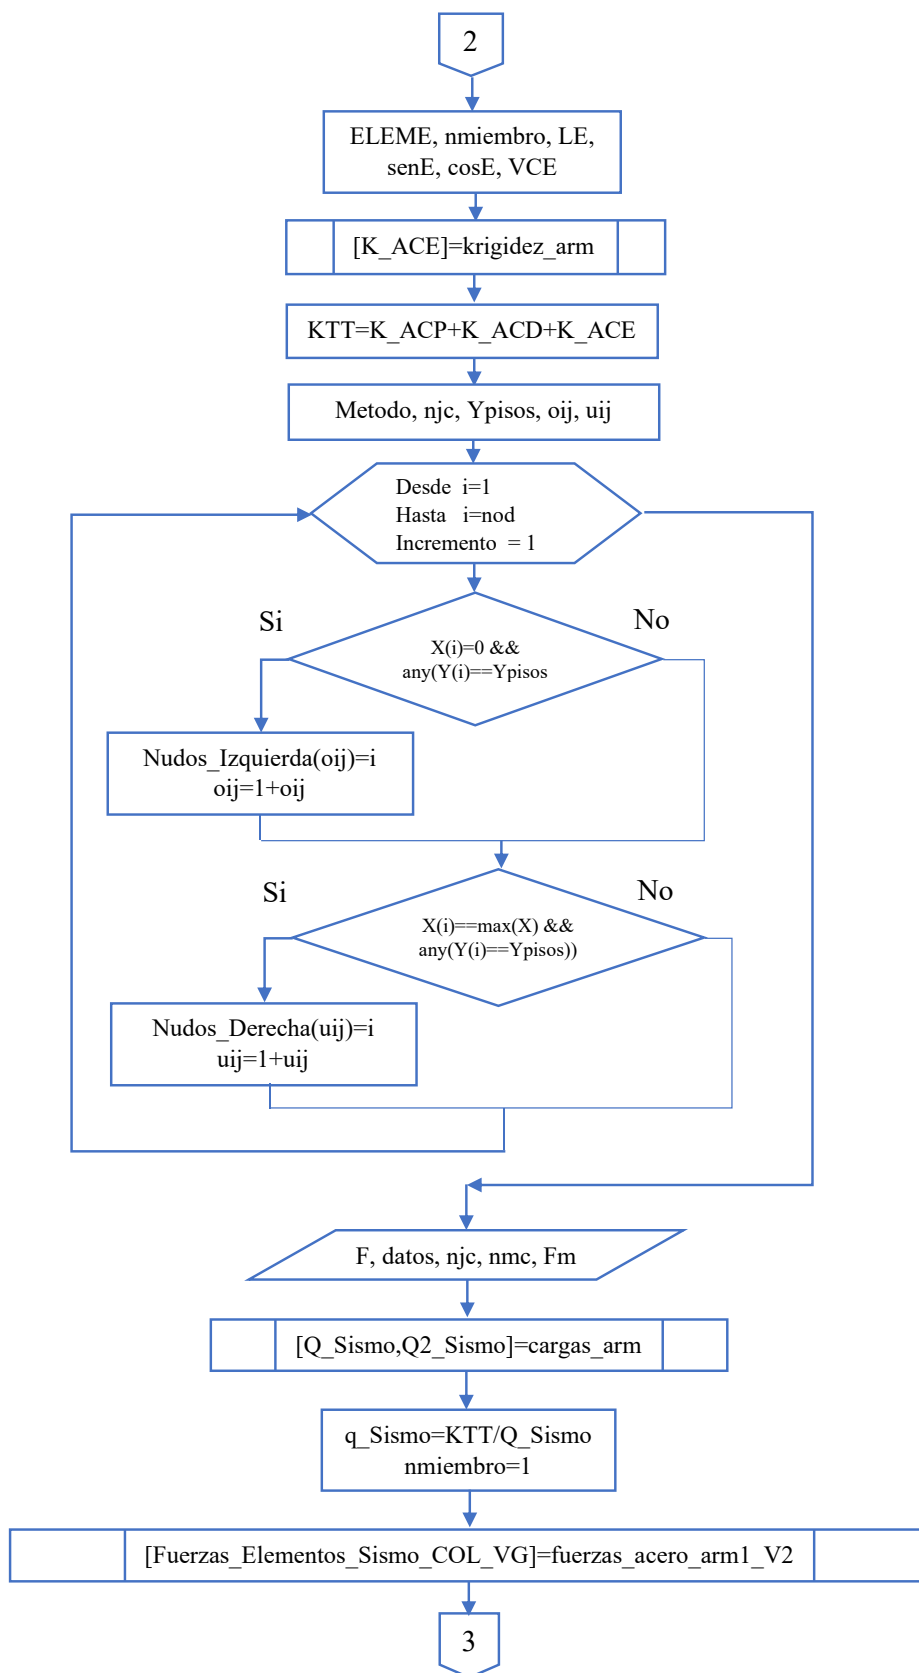 2
ELEME, nmiembro, LE,
senE, cosE, VCE
[K_ACE]=krigidez_arm
KTT=K_ACP+K_ACD+K_ACE
Metodo, njc, Ypisos, oij, uij
Desde i=1
Hasta i=nod
Incremento = 1
Si
No
X(i)=0 &&
any(Y(i)==Ypisos
Nudos_Izquierda(oij)=i
oij=1+oij
Si
No
X(i)==max(X) &&
any(Y(i)==Ypisos))
Nudos_Derecha(uij)=i
uij=1+uij
F, datos, njc, nmc, Fm
[Q_Sismo,Q2_Sismo]=cargas_arm
q_Sismo=KTT/Q_Sismo
nmiembro=1
[Fuerzas_Elementos_Sismo_COL_VG]=fuerzas_acero_arm1_V2
3